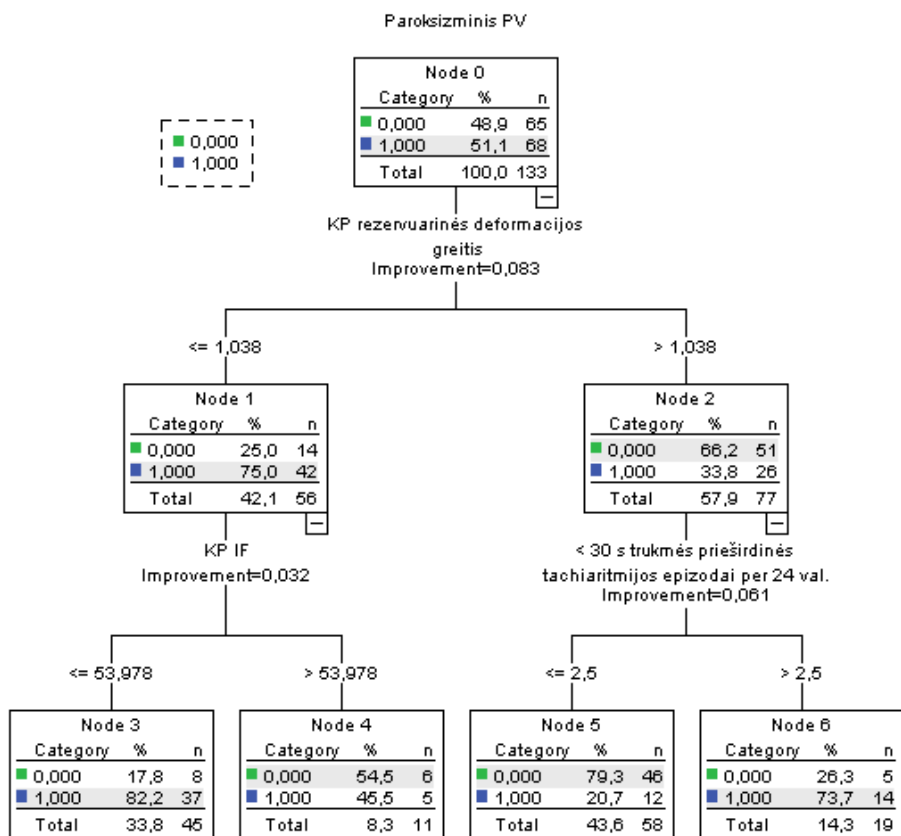 Paroksizminis PV
Node 0
Category % n
0,000 48,9 65
1,000 51,1 68
Total 100,0 133
0,000
1,000
KP rezervuarinės deformacijos
greitis
Improvement=0,083
<= 1,038
> 1,038
Node 1
Category % n
0,000 25,0 14
1,000 75,0 42
Total 42,1 56
Node 2
Category % n
0,000 66,2 51
1,000 33,8 26
Total 57,9 77
KP IF
Improvement=0,032
< 30 s trukmės prieširdinės
tachiaritmijos epizodai per 24 val.
Improvement=0,061
<= 53,978
> 53,978
<= 2,5
> 2,5
Node 3
Category % n
0,000 17,8 8
1,000 82,2 37
Total 33,8 45
Node 4
Category % n
0,000 54,5 6
1,000 45,5 5
Total 8,3 11
Node 5
Category % n
0,000 79,3 46
1,000 20,7 12
Total 43,6 58
Node 6
Category % n
0,000 26,3 5
1,000 73,7 14
Total 14,3 19